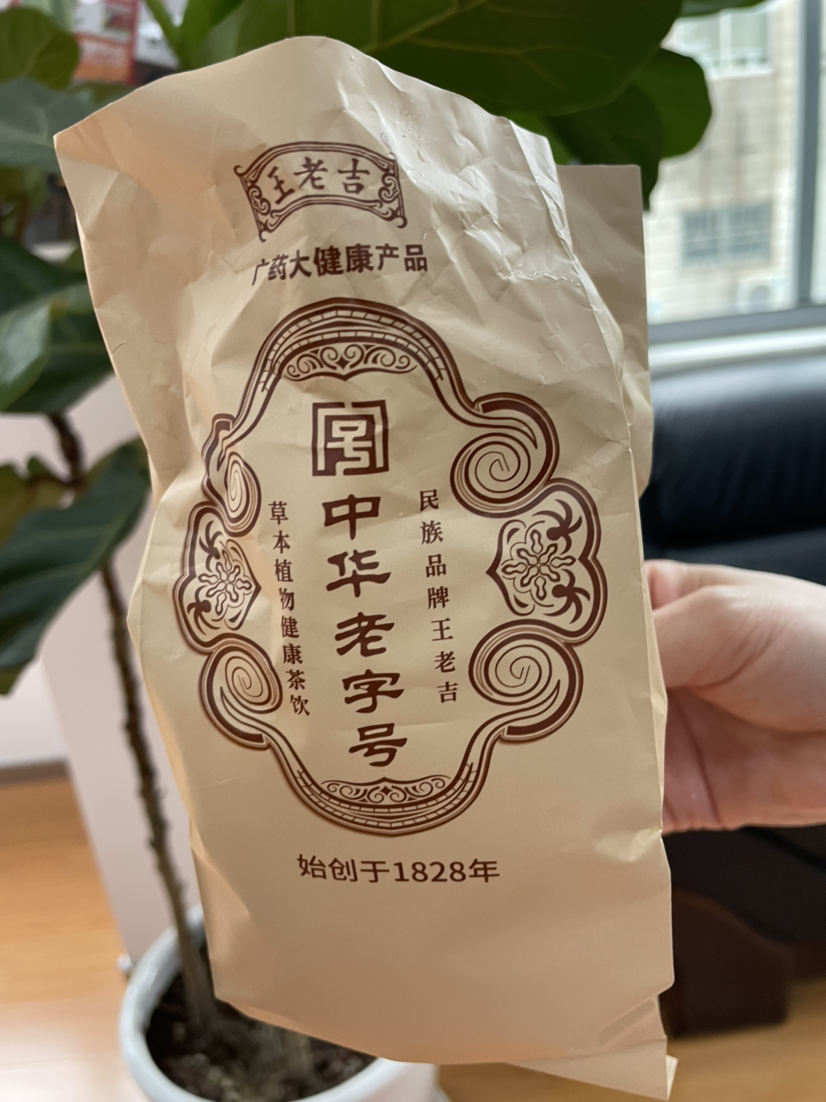 王老吉
广药大健康产品
号
中华老字号
民族品牌王老吉
草本植物健康茶饮
始创于1828年